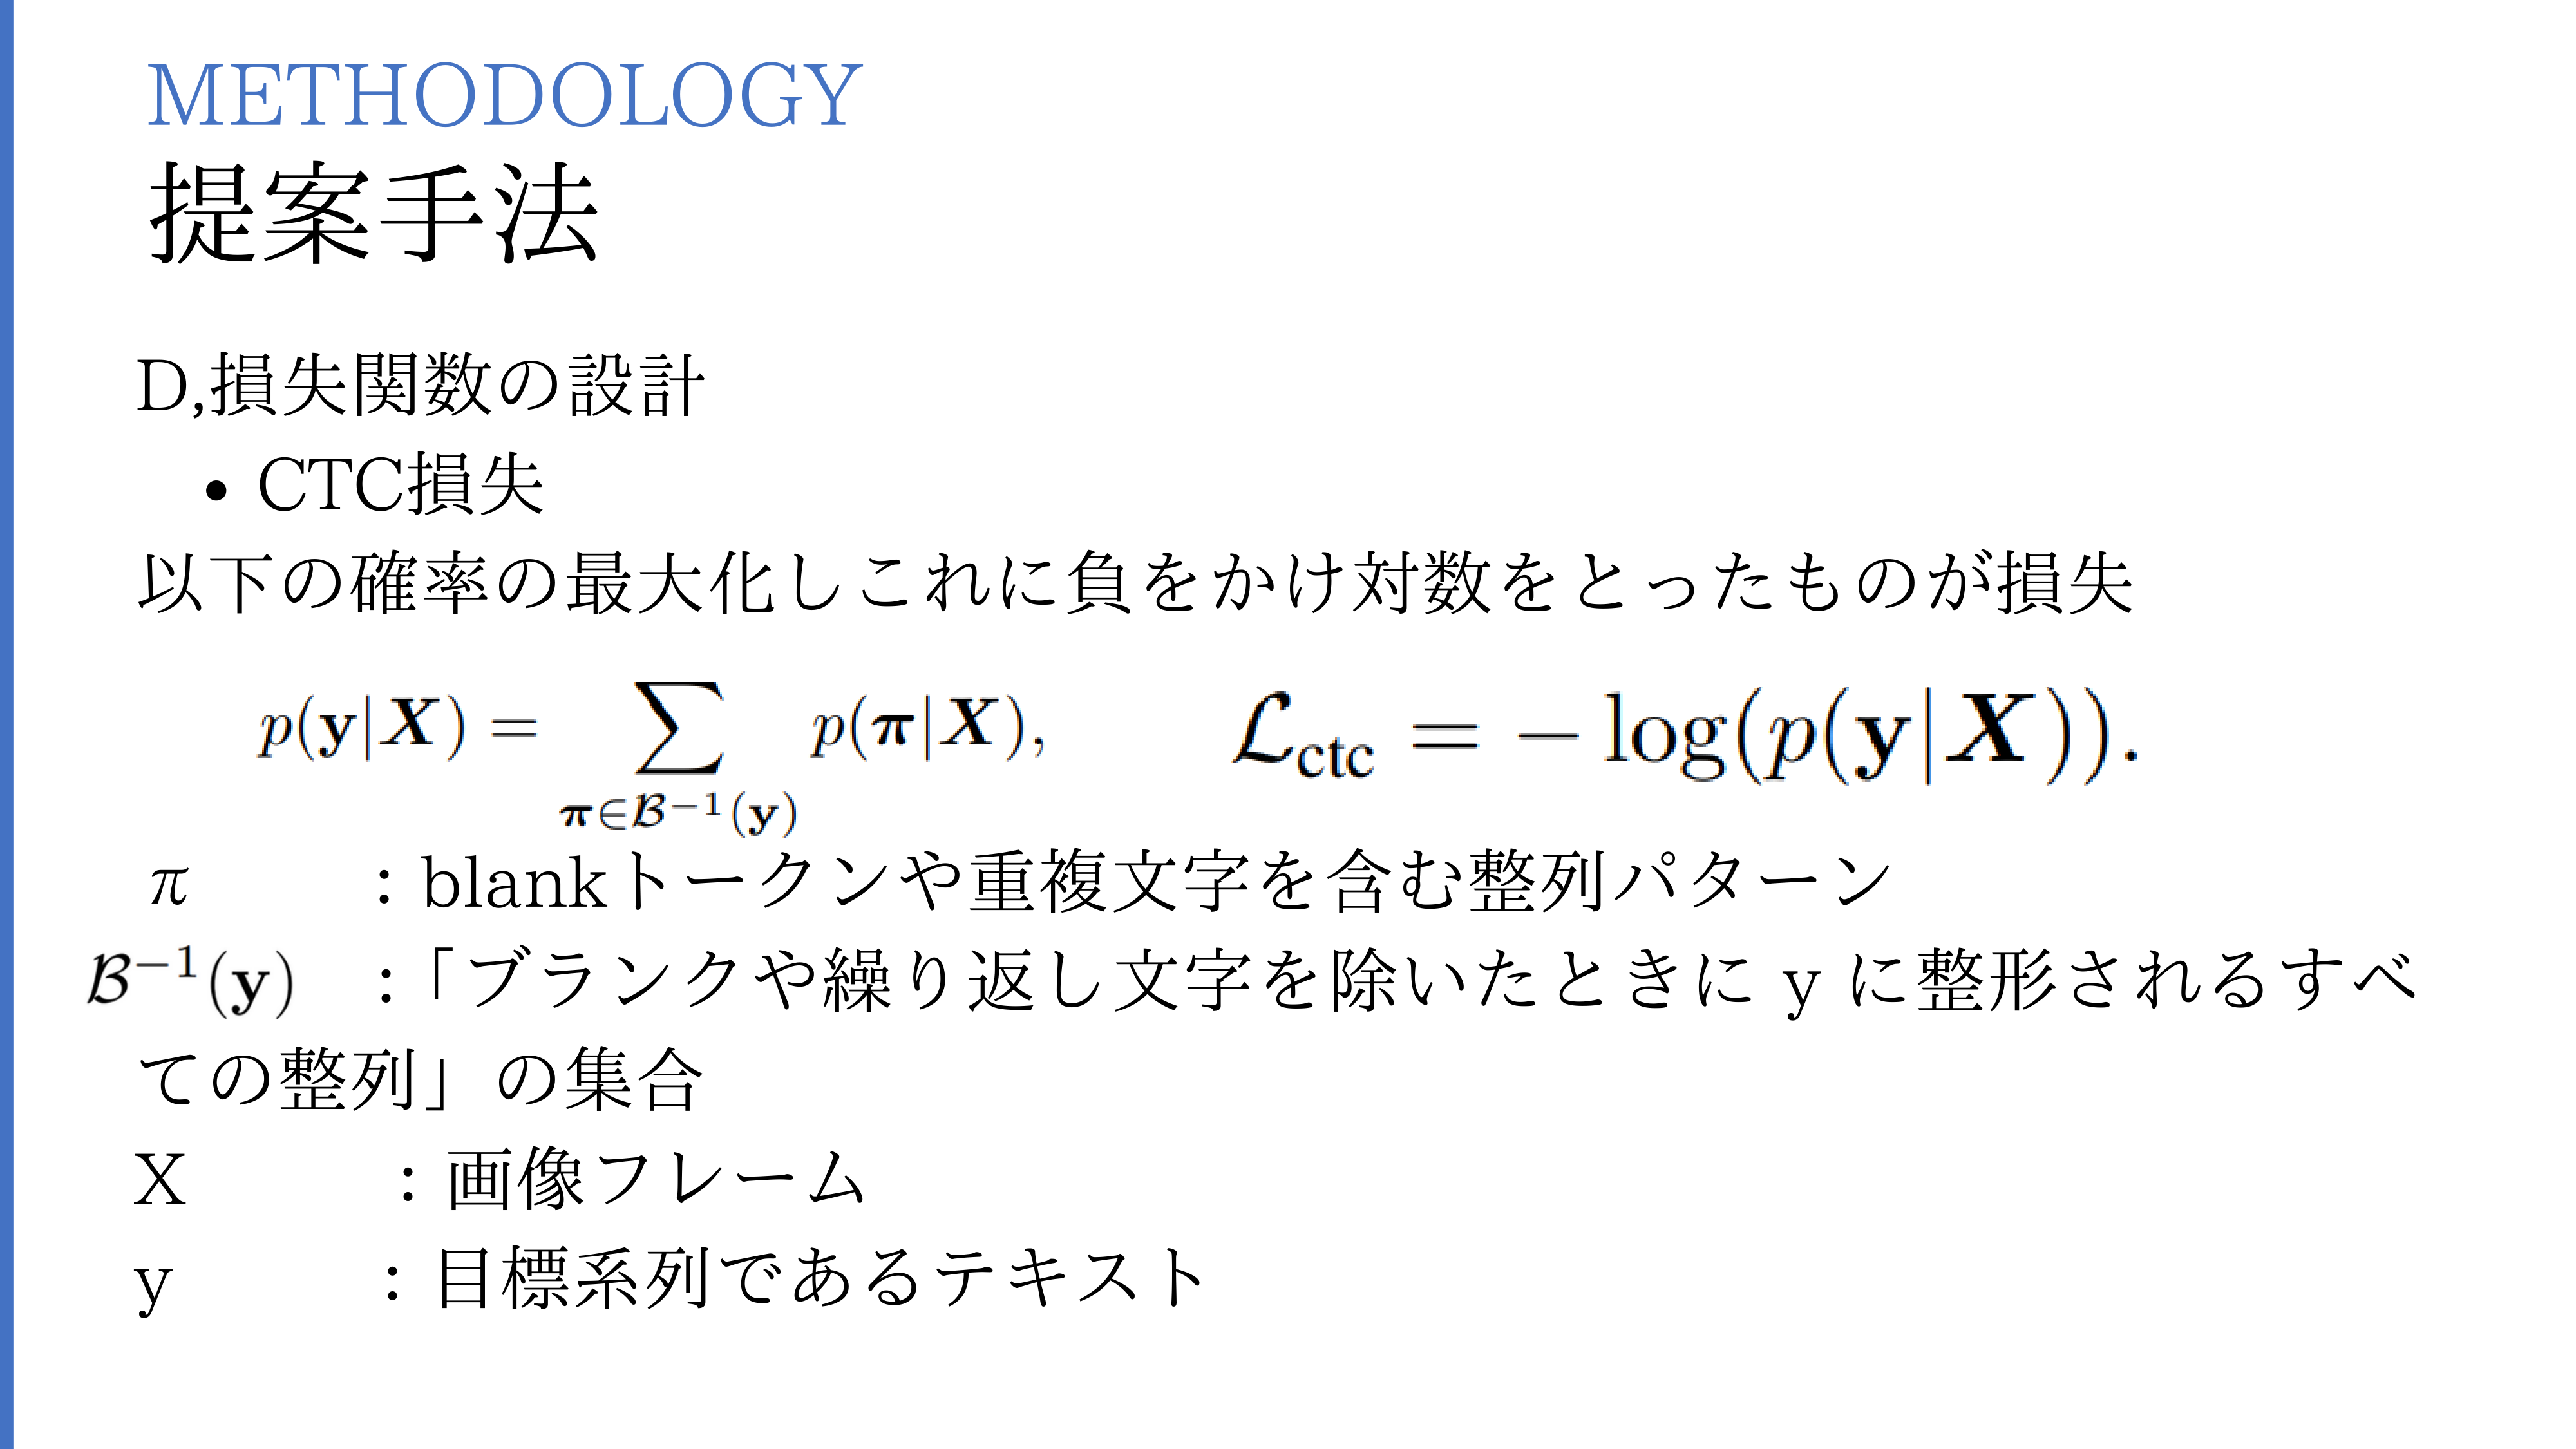 METHODOLOGY
提案手法
D,損失関数の設計
• CTC損失
以下の確率の最大化しこれに負をかけ対数をとったものが損失
p(y|X) = ∑_{π∈B⁻¹(y)} p(π|X), L_ctc = − log(p(y|X)).
π : blankトークンや重複文字を含む整列パターン
B⁻¹(y) :「ブランクや繰り返し文字を除いたときに y に整形されるすべ
ての整列」の集合
X : 画像フレーム
y : 目標系列であるテキスト